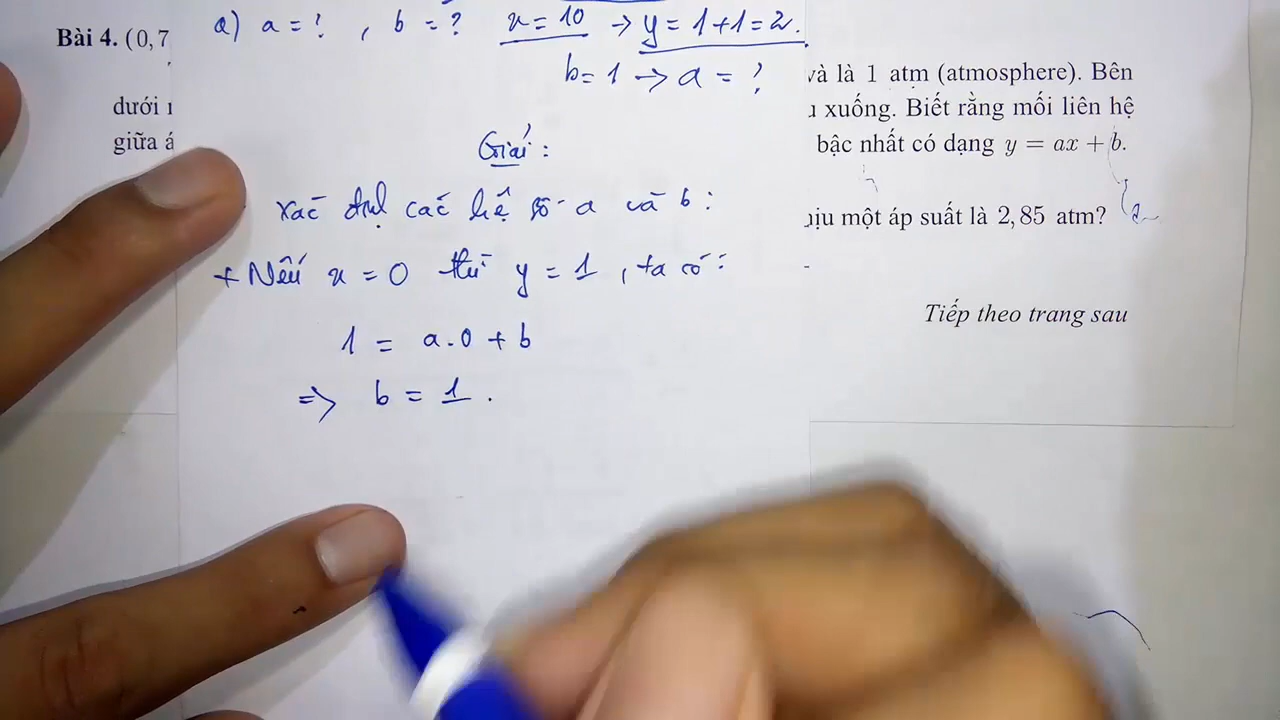 a) a = ? , b = ? x = 10 → y = 1+1 = 2.
Bài 4. (0,7
b = 1 → a = ?
và là 1 atm (atmosphere). Bên
dưới
xuống. Biết rằng mối liên hệ
giữa á
bậc nhất có dạng y = ax + b.
Giải :
Xác định các hệ số a và b :
một áp suất là 2,85 atm?
+ Nếu x = 0 thì y = 1 , ta có :
Tiếp theo trang sau
1 = a.0 + b
=> b = 1 .